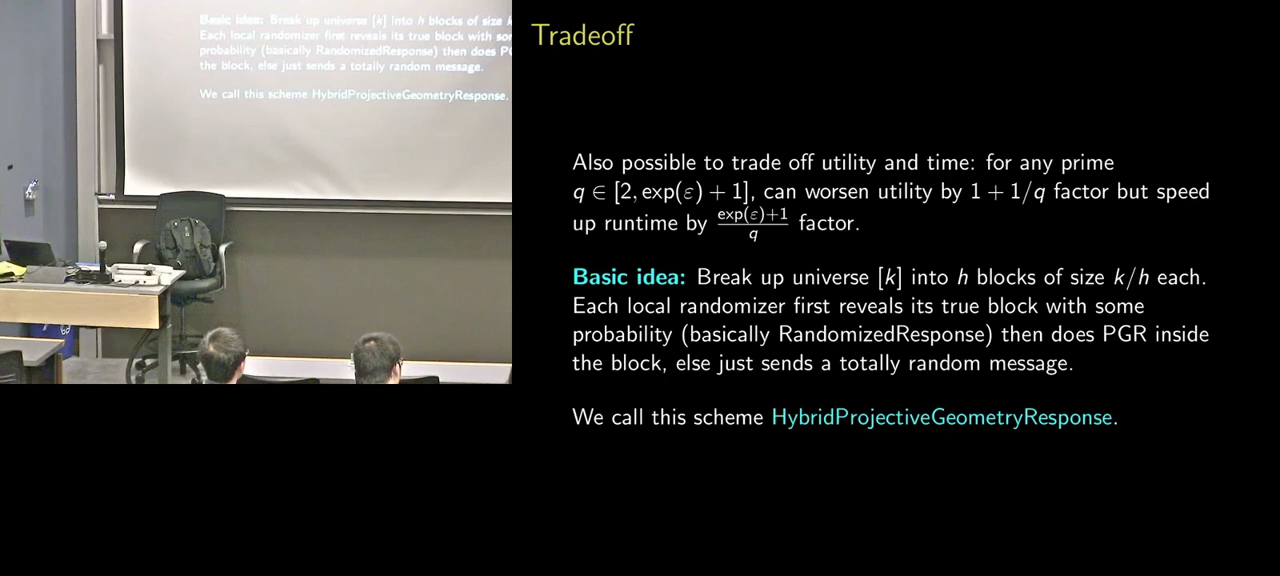 Basic idea: Break up universe [k] into h blocks of size k
Each local randomizer first reveals its true block with som
probability (basically RandomizedResponse) then does PG
the block, else just sends a totally random message.
We call this scheme HybridProjectiveGeometryResponse.
Tradeoff
Also possible to trade off utility and time: for any prime
q ∈ [2, exp(ε) + 1], can worsen utility by 1 + 1/q factor but speed
up runtime by (exp(ε)+1)/q factor.
Basic idea: Break up universe [k] into h blocks of size k/h each.
Each local randomizer first reveals its true block with some
probability (basically RandomizedResponse) then does PGR inside
the block, else just sends a totally random message.
We call this scheme HybridProjectiveGeometryResponse.